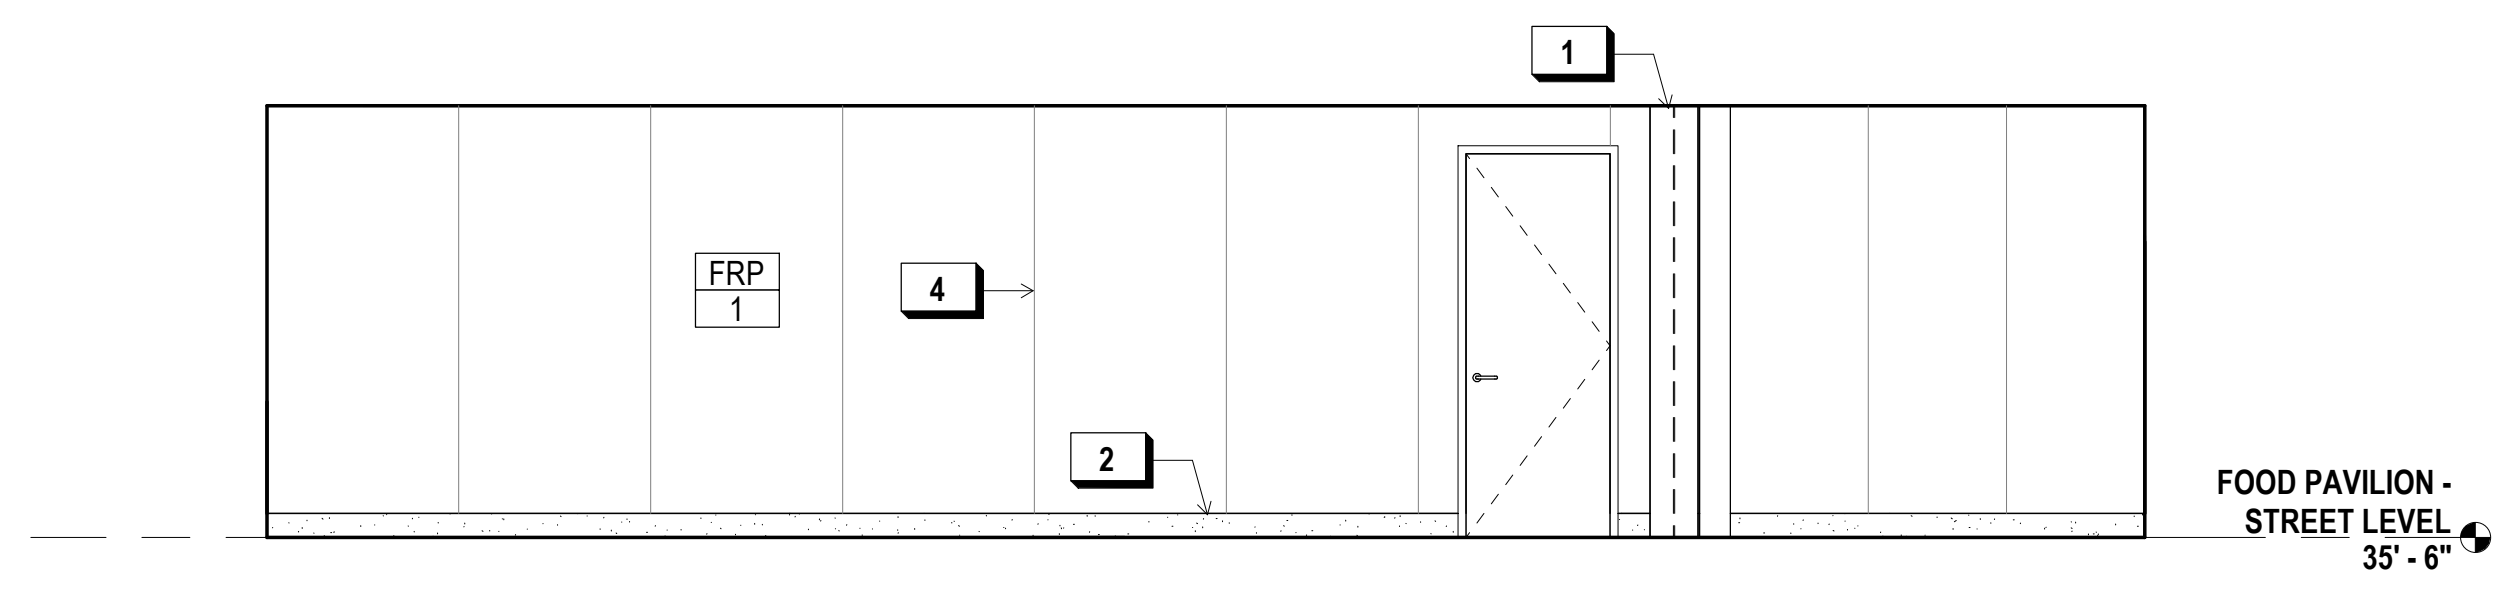 1
FRP
1
4
2
FOOD PAVILION -
STREET LEVEL
35' - 6"